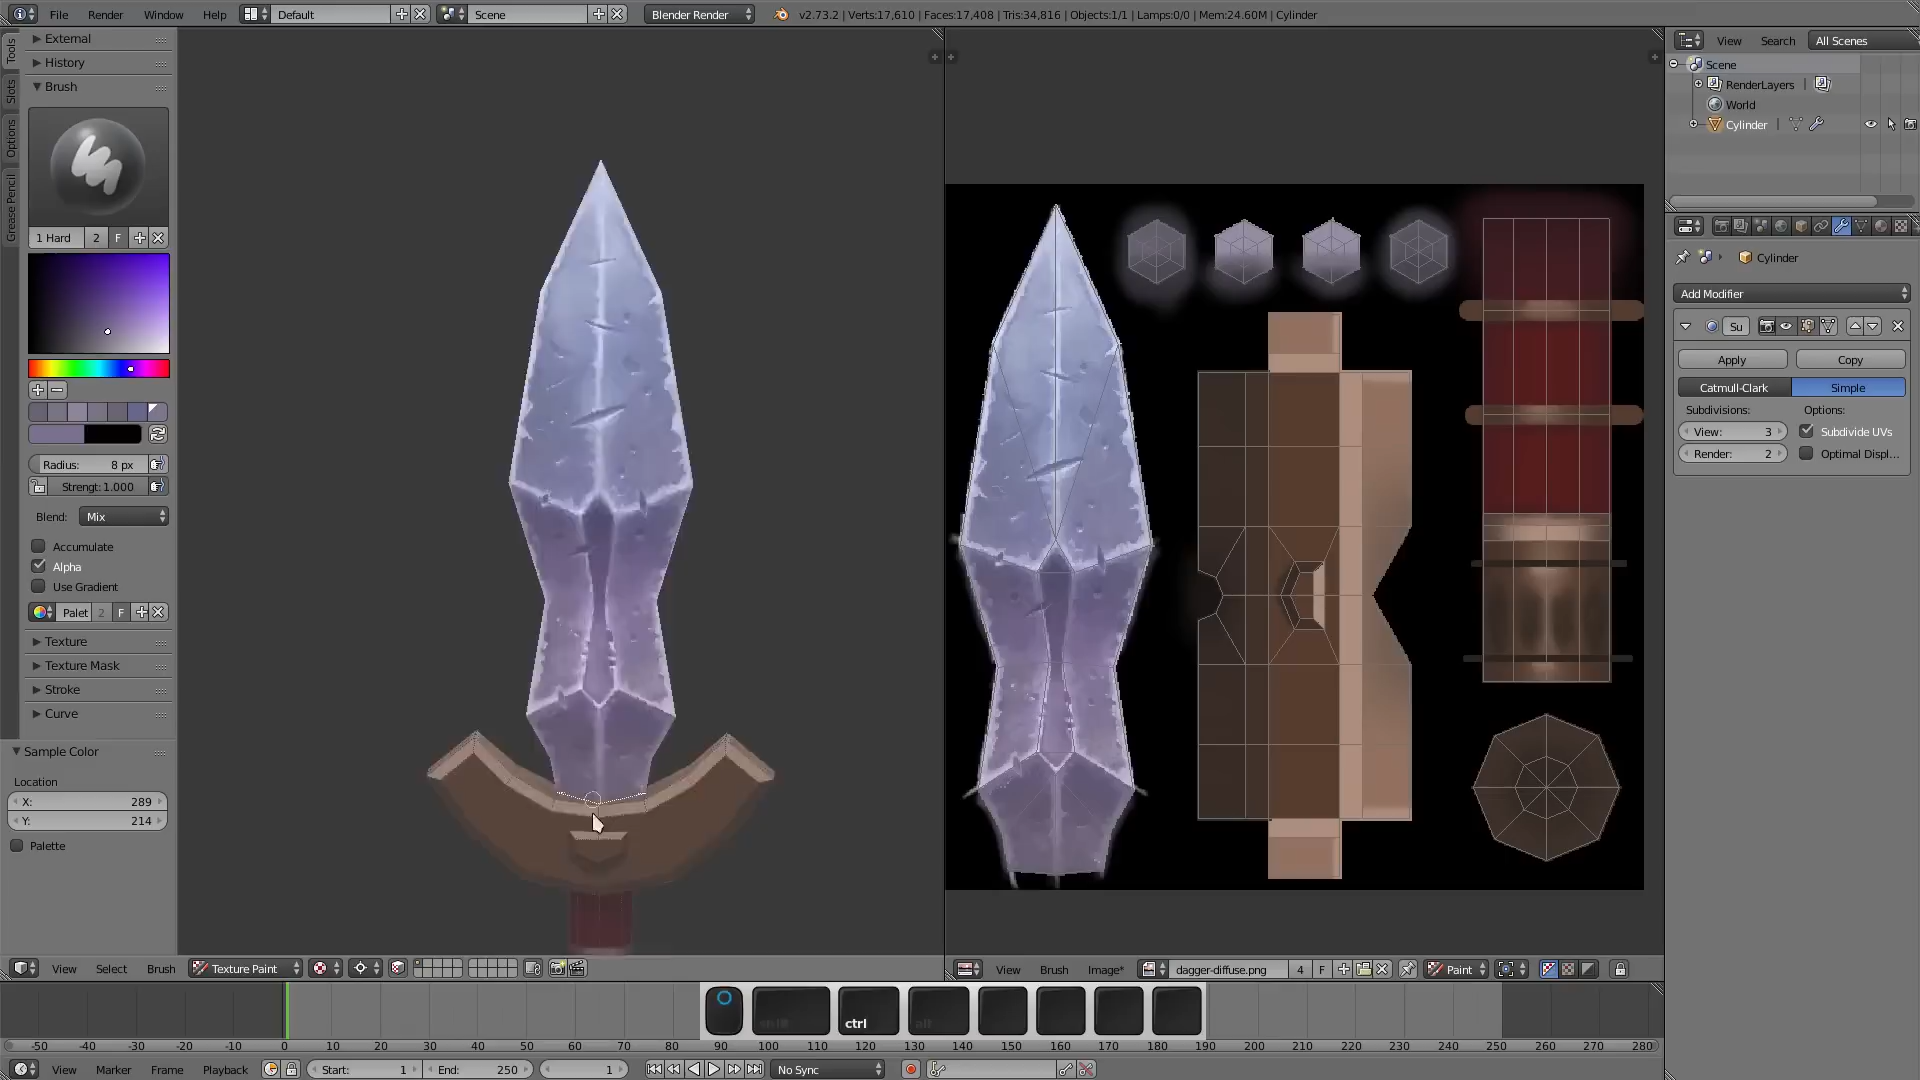 File Render Window Help Default Scene Blender Render v2.73.2 | Verts:17,610 | Faces:17,408 | Tris:34,816 | Objects:1/1 | Lamps:0/0 | Mem:24.60M | Cylinder
Tools
Slots
Options
Grease Pencil
External
History
Brush
1 Hard 2 F
Radius: 8 px
Strengt: 1.000
Blend: Mix
Accumulate
Alpha
Use Gradient
Palet 2 F
Texture
Texture Mask
Stroke
Curve
Sample Color
Location
X: 289
Y: 214
Palette
View Select Brush Texture Paint
View Brush Image* dagger-diffuse.png 4 F Paint
View Search All Scenes
Scene
RenderLayers |
World
Cylinder |
Cylinder
Add Modifier
Su
Apply Copy
Catmull-Clark Simple
Subdivisions: Options:
View: 3 Subdivide UVs
Render: 2 Optimal Displ...
shift ctrl alt
-50 -40 -30 -20 -10 0 10 20 30 40 50 60 70 80 90 100 110 120 130 140 150 160 170 180 190 200 210 220 230 240 250 260 270 280
View Marker Frame Playback Start: 1 End: 250 1 No Sync